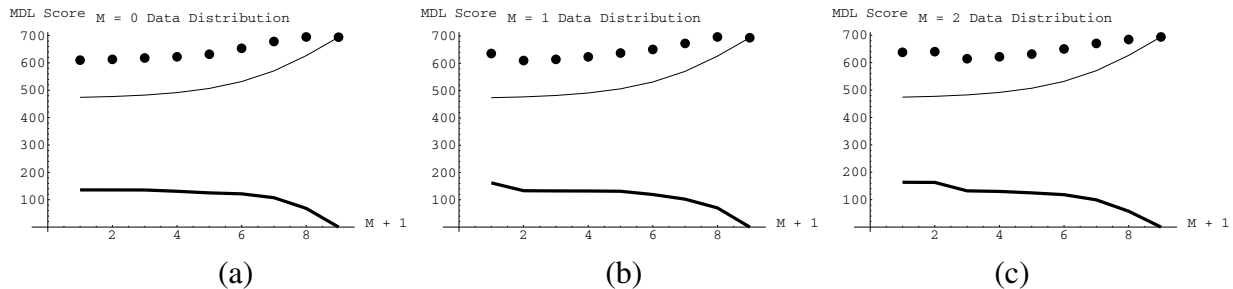 MDL Score M = 0 Data Distribution
700
600
500
400
300
200
100
2 4 6 8
M + 1
(a)
MDL Score M = 1 Data Distribution
700
600
500
400
300
200
100
2 4 6 8
M + 1
(b)
MDL Score M = 2 Data Distribution
700
600
500
400
300
200
100
2 4 6 8
M + 1
(c)